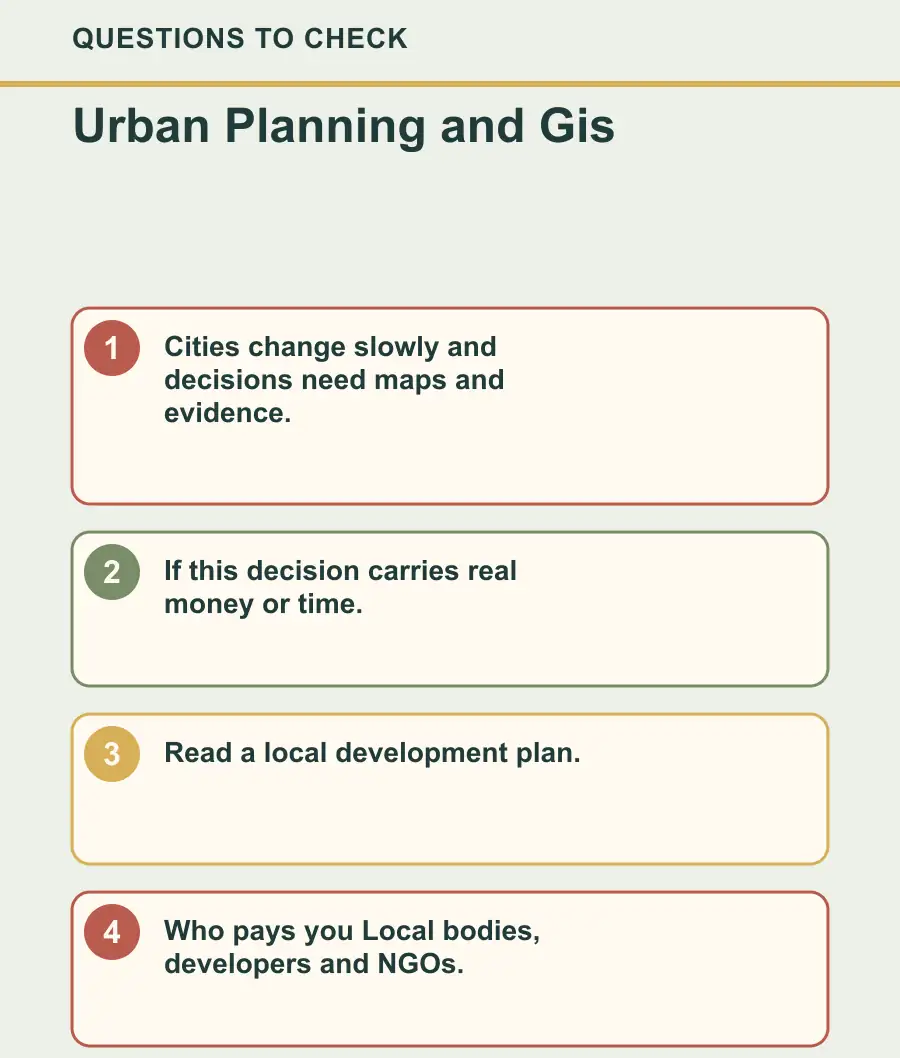 QUESTIONS TO CHECK
Urban Planning and Gis
1
Cities change slowly and
decisions need maps and
evidence.
2
If this decision carries real
money or time.
3
Read a local development plan.
4
Who pays you Local bodies,
developers and NGOs.